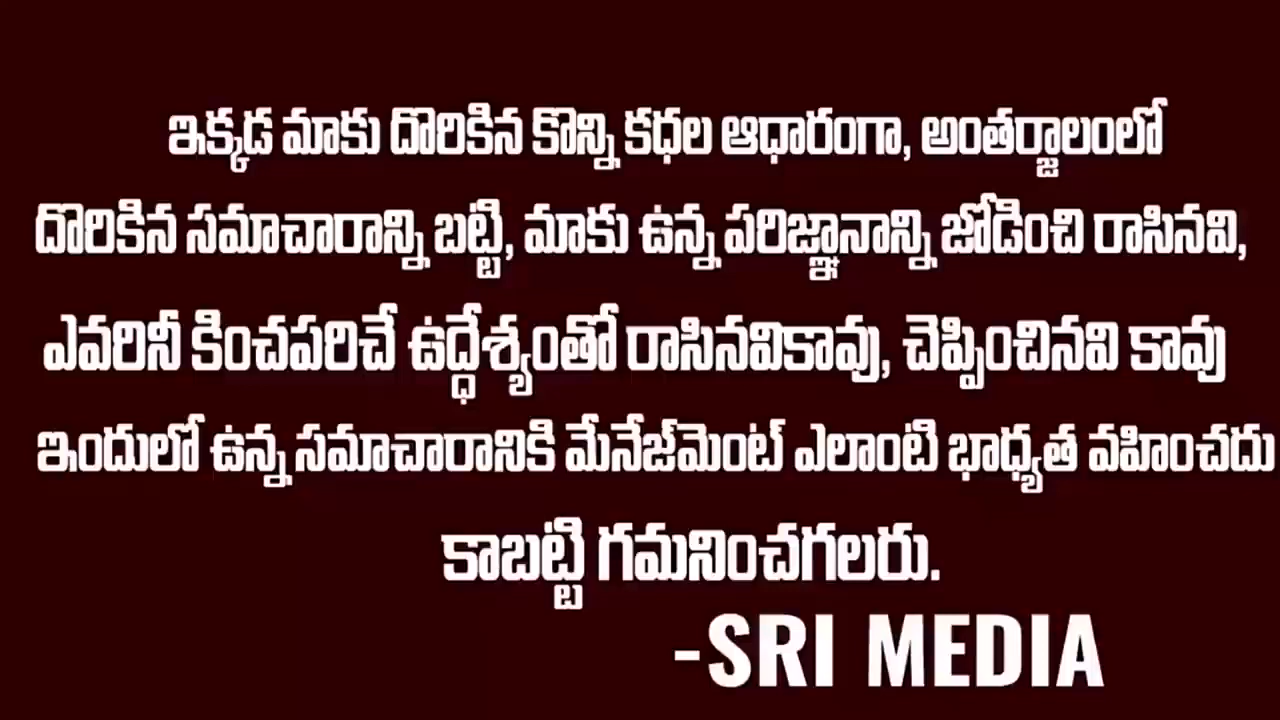 ఇక్కడ మాకు దొరికిన కొన్ని కధల ఆధారంగా, అంతర్జాలంలో
దొరికిన సమాచారాన్ని బట్టి, మాకు ఉన్న పరిజ్ఞానాన్ని జోడించి రాసినవి,
ఎవరినీ కించపరిచే ఉద్ధేశ్యంతో రాసినవికావు, చెప్పించినవి కావు
ఇందులో ఉన్న సమాచారానికి మేనేజ్‌మెంట్ ఎలాంటి భాధ్యత వహించదు
కాబట్టి గమనించగలరు.
-SRI MEDIA